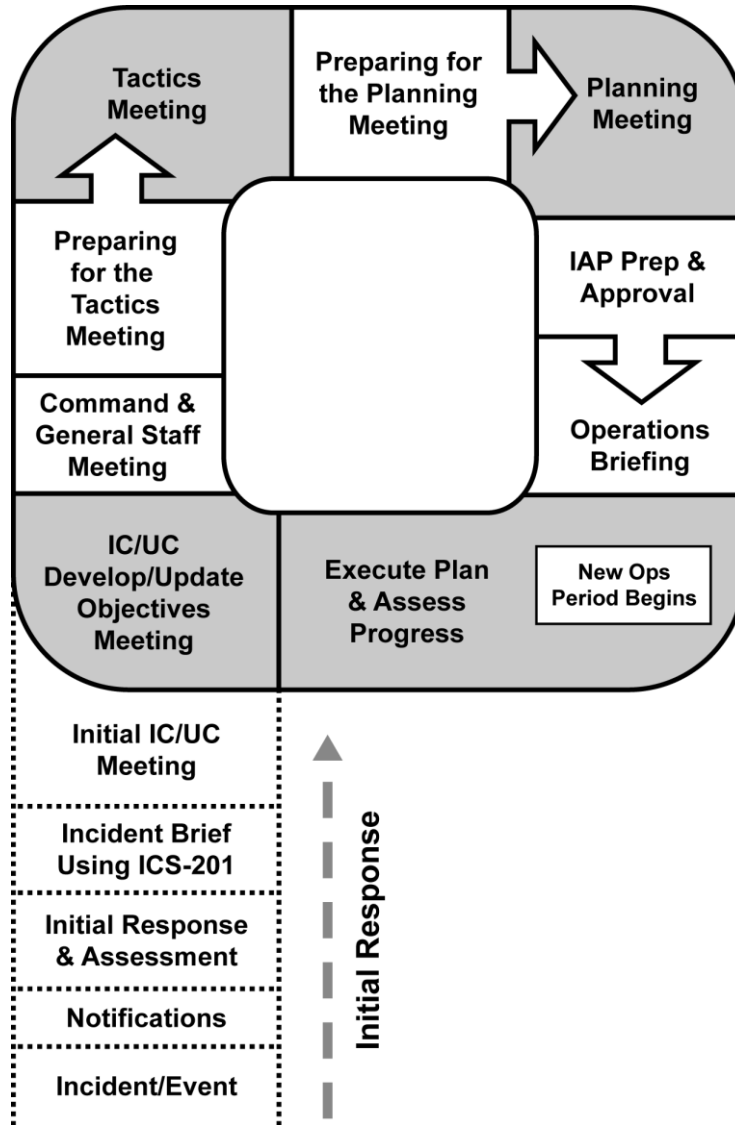 Tactics
Meeting
Preparing for
the Planning
Meeting
Planning
Meeting
Preparing
for the
Tactics
Meeting
IAP Prep &
Approval
Command &
General Staff
Meeting
Operations
Briefing
IC/UC
Develop/Update
Objectives
Meeting
Execute Plan
& Assess
Progress
New Ops
Period Begins
Initial IC/UC
Meeting
Incident Brief
Using ICS-201
Initial Response
& Assessment
Notifications
Incident/Event
Initial Response